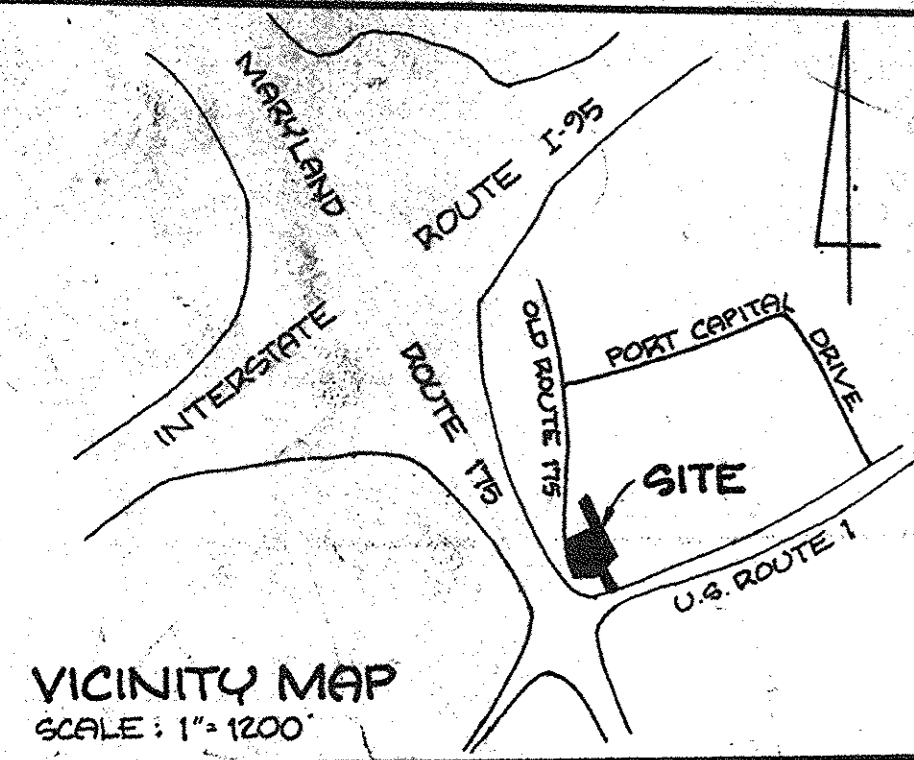 MARYLAND
ROUTE 175
INTERSTATE
ROUTE I-95
OLD ROUTE 175
PORT CAPITAL
DRIVE
SITE
U.S. ROUTE 1
VICINITY MAP
SCALE : 1"= 1200'